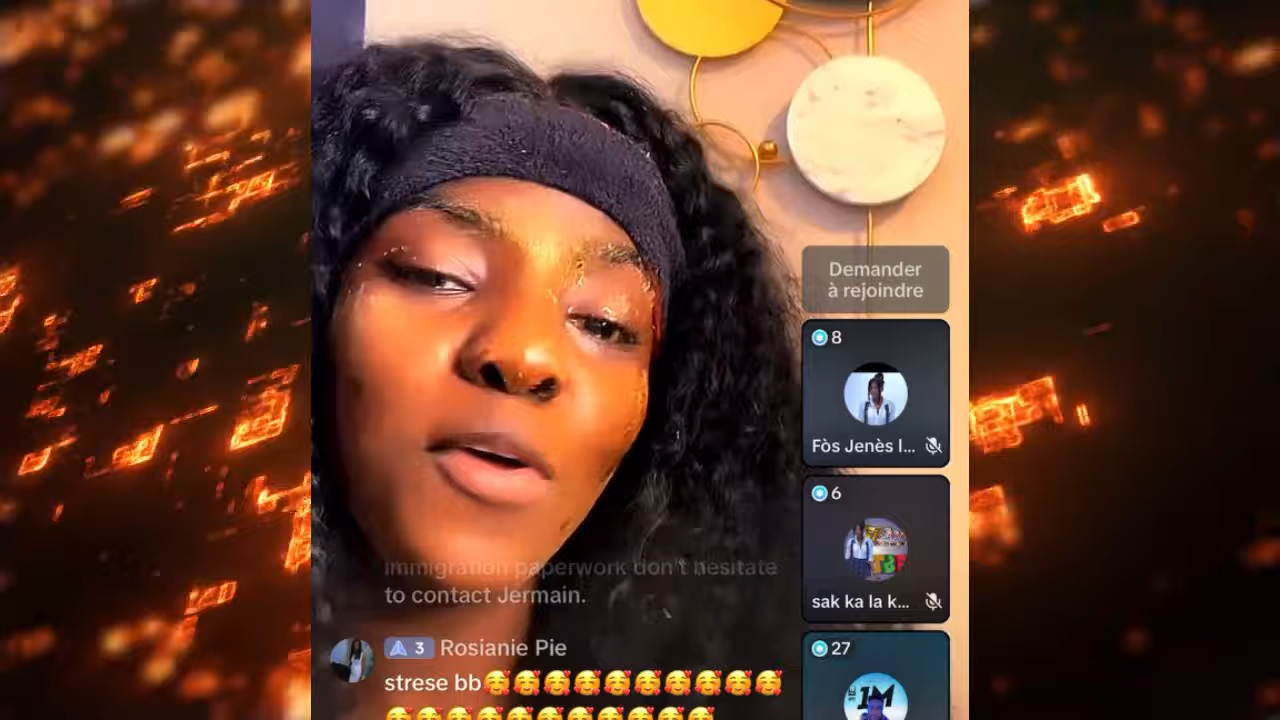 Demander
à rejoindre
8
Fòs Jenès l...
6
sak ka la k...
27
1M
immigration paperwork don't hesitate
to contact Jermain.
3 Rosianie Pie
strese bb🥰🥰🥰🥰🥰🥰🥰🥰🥰🥰
🥰🥰🥰🥰🥰🥰🥰🥰🥰🥰🥰